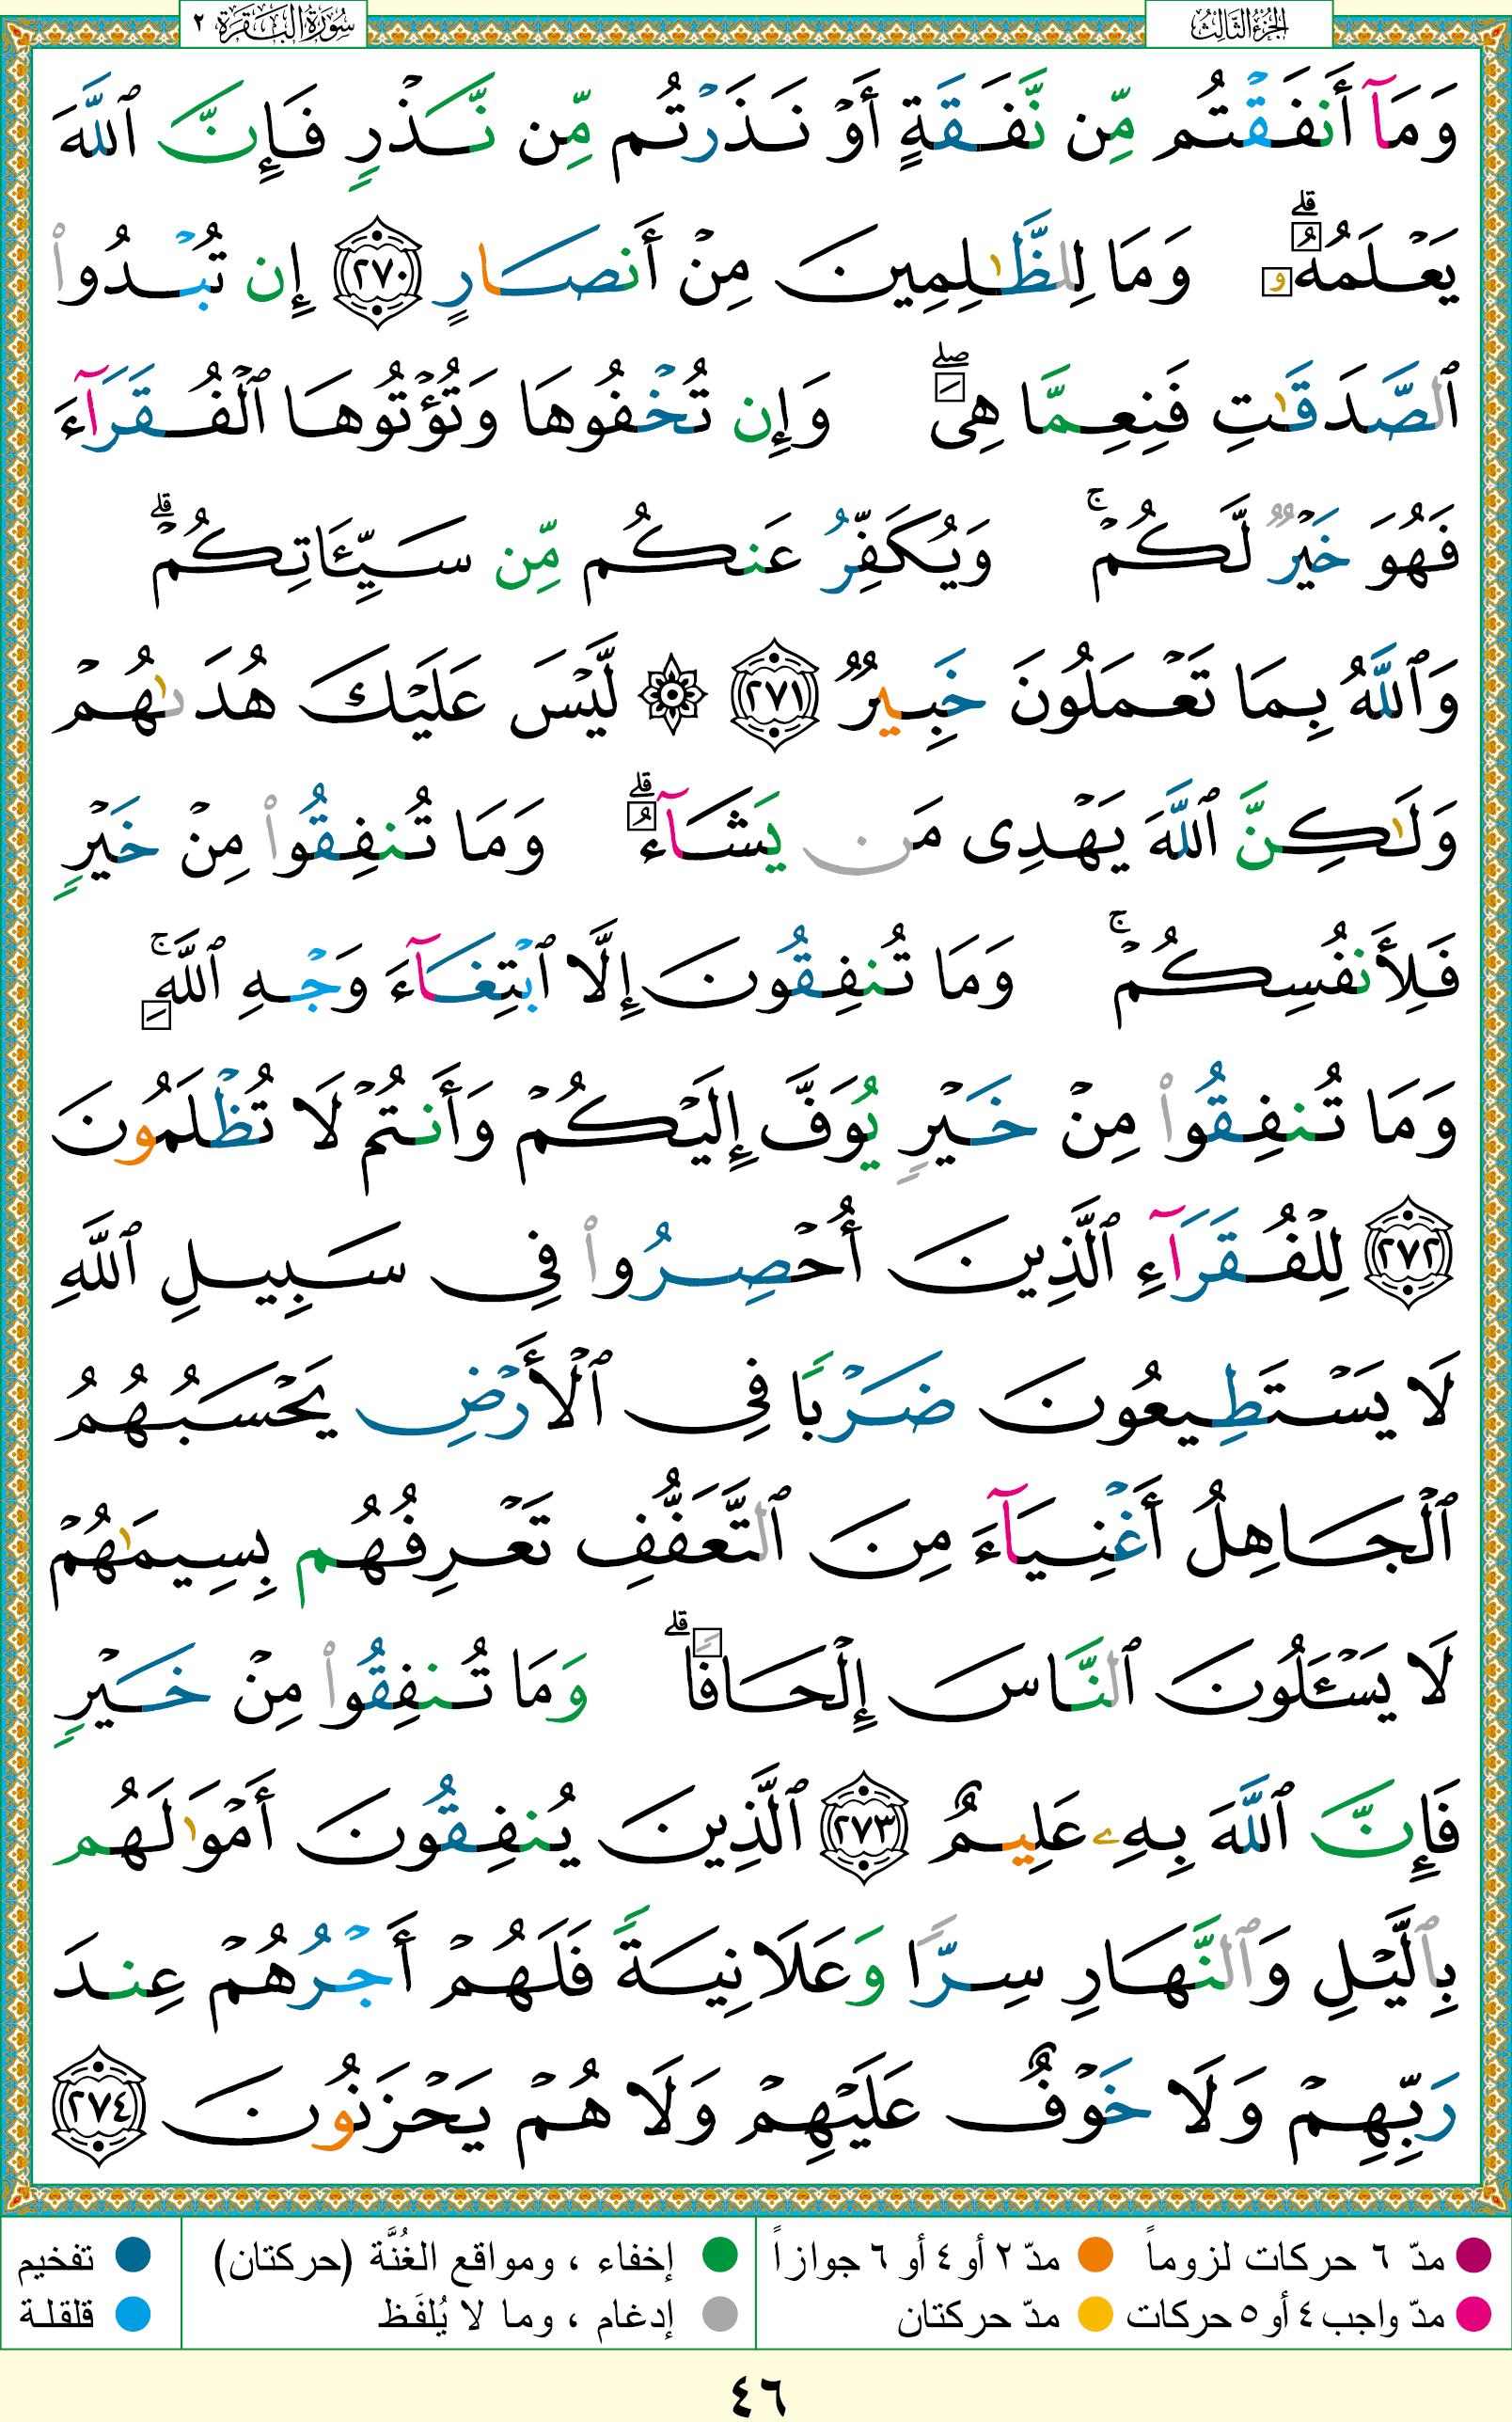 الجزء الثالث
سورة البقرة ٢
وَمَآ أَنفَقْتُم مِّن نَّفَقَةٍ أَوْ نَذَرْتُم مِّن نَّذْرٍ فَإِنَّ ٱللَّهَ
يَعْلَمُهُۥ ۗ وَمَا لِلظَّـٰلِمِينَ مِنْ أَنصَارٍ ﴿٢٧٠﴾ إِن تُبْدُوا۟
ٱلصَّدَقَـٰتِ فَنِعِمَّا هِىَ ۖ وَإِن تُخْفُوهَا وَتُؤْتُوهَا ٱلْفُقَرَآءَ
فَهُوَ خَيْرٌ لَّكُمْ ۚ وَيُكَفِّرُ عَنكُم مِّن سَيِّـَٔاتِكُمْ ۗ
وَٱللَّهُ بِمَا تَعْمَلُونَ خَبِيرٌ ﴿٢٧١﴾ ۞ لَّيْسَ عَلَيْكَ هُدَىٰهُمْ
وَلَـٰكِنَّ ٱللَّهَ يَهْدِى مَن يَشَآءُ ۗ وَمَا تُنفِقُوا۟ مِنْ خَيْرٍ
فَلِأَنفُسِكُمْ ۚ وَمَا تُنفِقُونَ إِلَّا ٱبْتِغَآءَ وَجْهِ ٱللَّهِ ۚ
وَمَا تُنفِقُوا۟ مِنْ خَيْرٍ يُوَفَّ إِلَيْكُمْ وَأَنتُمْ لَا تُظْلَمُونَ
﴿٢٧٢﴾ لِلْفُقَرَآءِ ٱلَّذِينَ أُحْصِرُوا۟ فِى سَبِيلِ ٱللَّهِ
لَا يَسْتَطِيعُونَ ضَرْبًا فِى ٱلْأَرْضِ يَحْسَبُهُمُ
ٱلْجَاهِلُ أَغْنِيَآءَ مِنَ ٱلتَّعَفُّفِ تَعْرِفُهُم بِسِيمَـٰهُمْ
لَا يَسْـَٔلُونَ ٱلنَّاسَ إِلْحَافًا ۗ وَمَا تُنفِقُوا۟ مِنْ خَيْرٍ
فَإِنَّ ٱللَّهَ بِهِۦ عَلِيمٌ ﴿٢٧٣﴾ ٱلَّذِينَ يُنفِقُونَ أَمْوَٰلَهُم
بِٱلَّيْلِ وَٱلنَّهَارِ سِرًّا وَعَلَانِيَةً فَلَهُمْ أَجْرُهُمْ عِندَ
رَبِّهِمْ وَلَا خَوْفٌ عَلَيْهِمْ وَلَا هُمْ يَحْزَنُونَ ﴿٢٧٤﴾
مدّ ٦ حركات لزوماً مدّ ٢ أو ٤ أو ٦ جوازاً إخفاء ، ومواقع الغُنَّة (حركتان) تفخيم
مدّ واجب ٤ أو ٥ حركات مدّ حركتان إدغام ، وما لا يُلفَظ قلقلة
٤٦